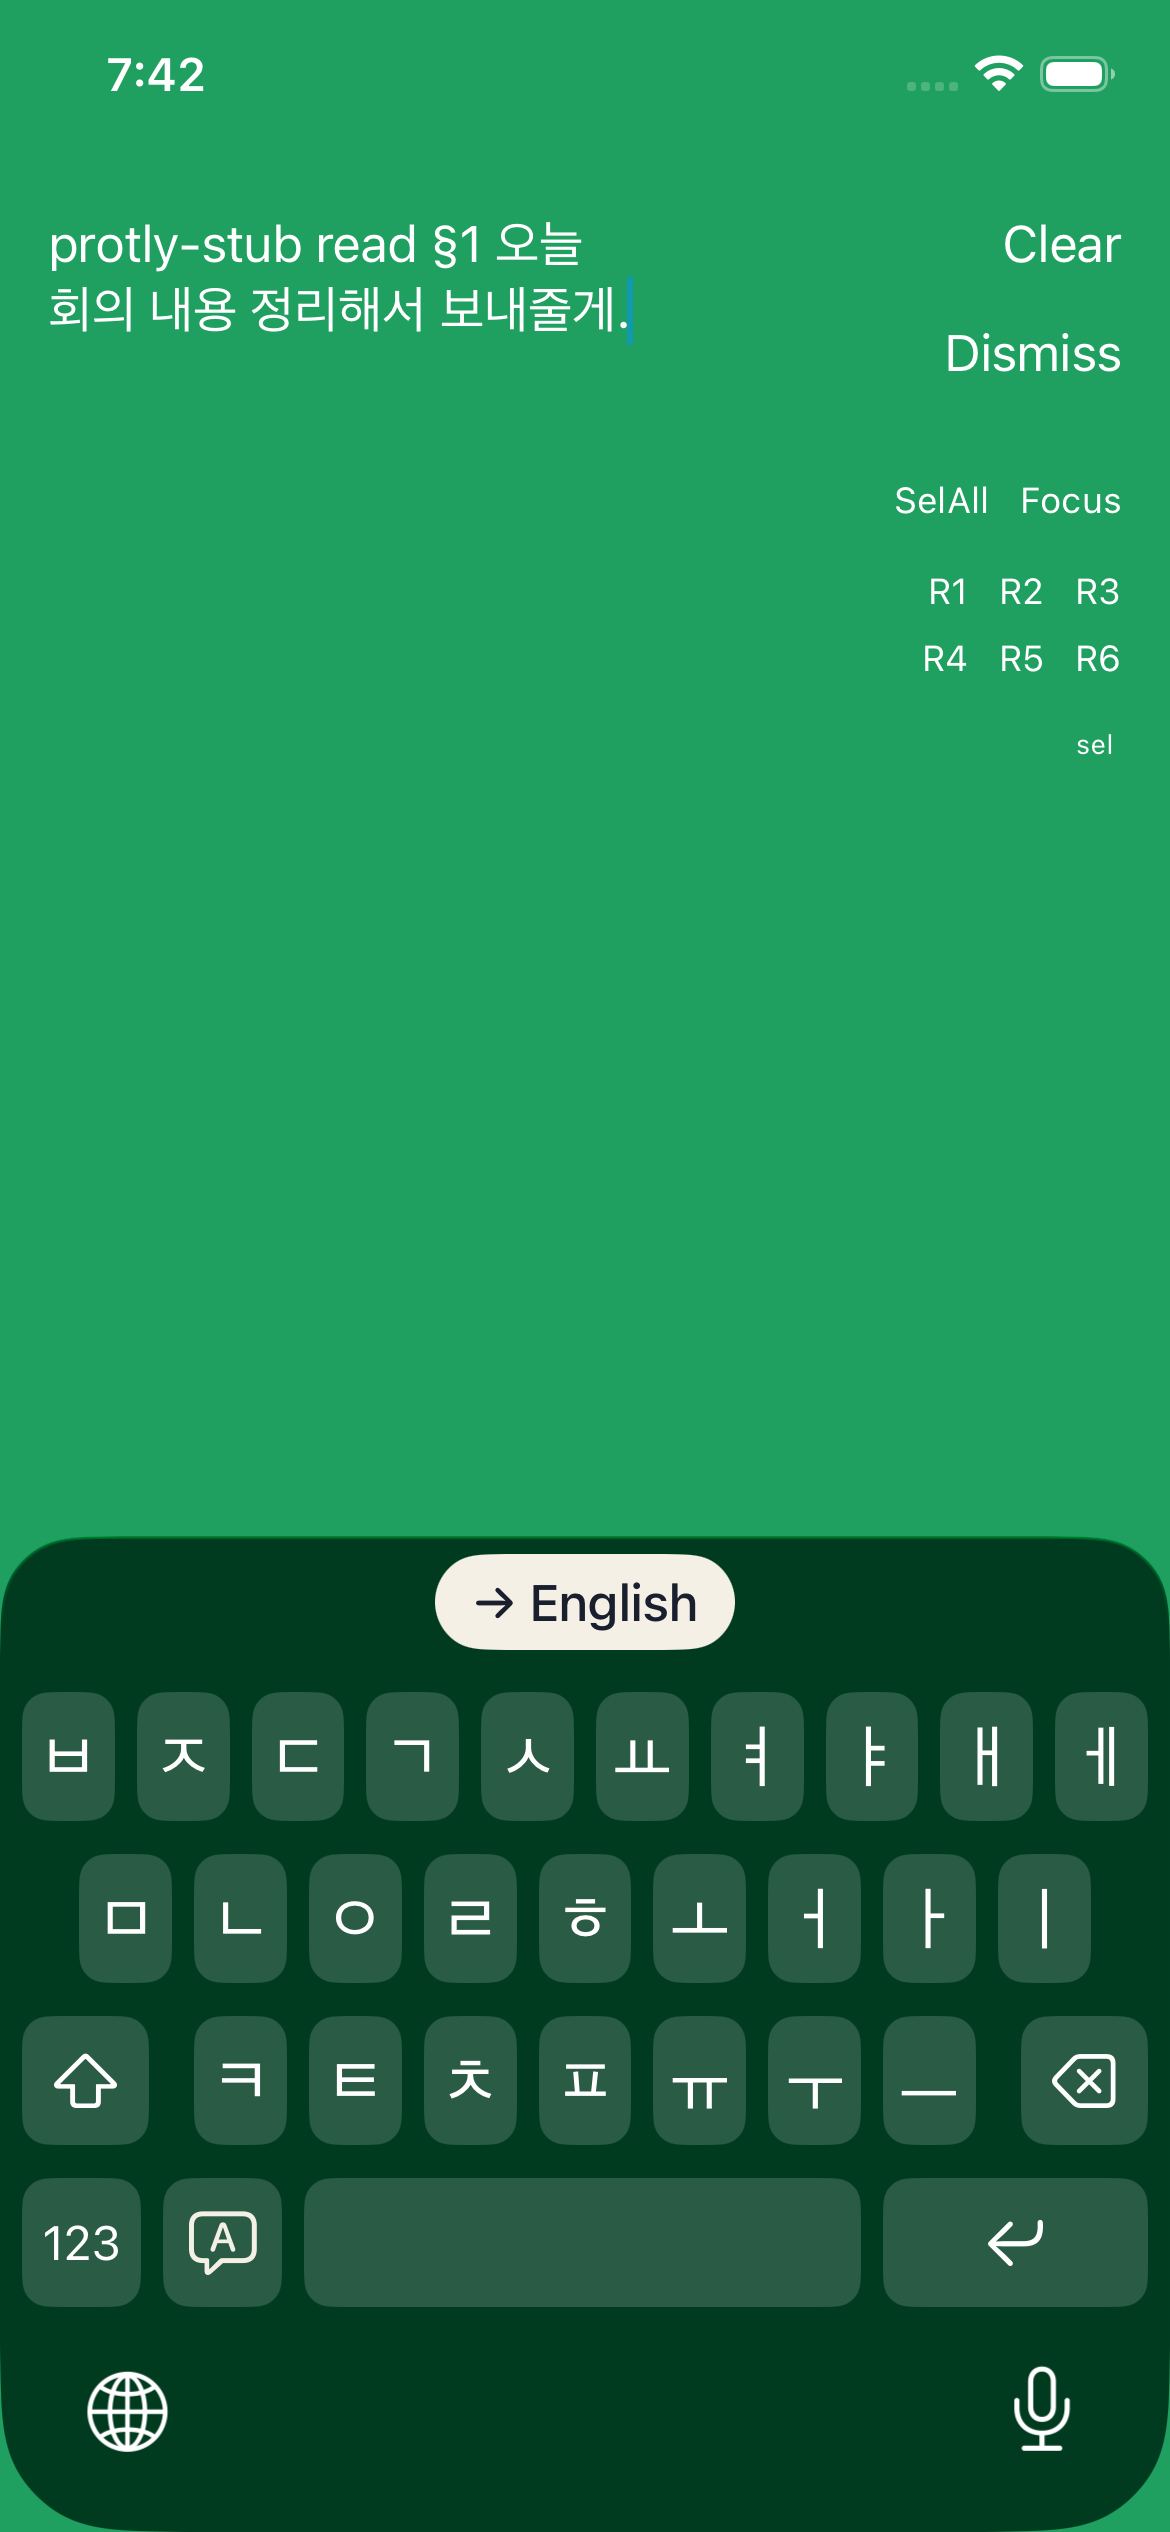 7:42
protly-stub read §1 오늘
회의 내용 정리해서 보내줄게.
Clear
Dismiss
SelAll Focus
R1 R2 R3
R4 R5 R6
sel
→ English
ㅂ ㅈ ㄷ ㄱ ㅅ ㅛ ㅕ ㅑ ㅐ ㅔ
ㅁ ㄴ ㅇ ㄹ ㅎ ㅗ ㅓ ㅏ ㅣ
ㅋ ㅌ ㅊ ㅍ ㅠ ㅜ ㅡ
123 A